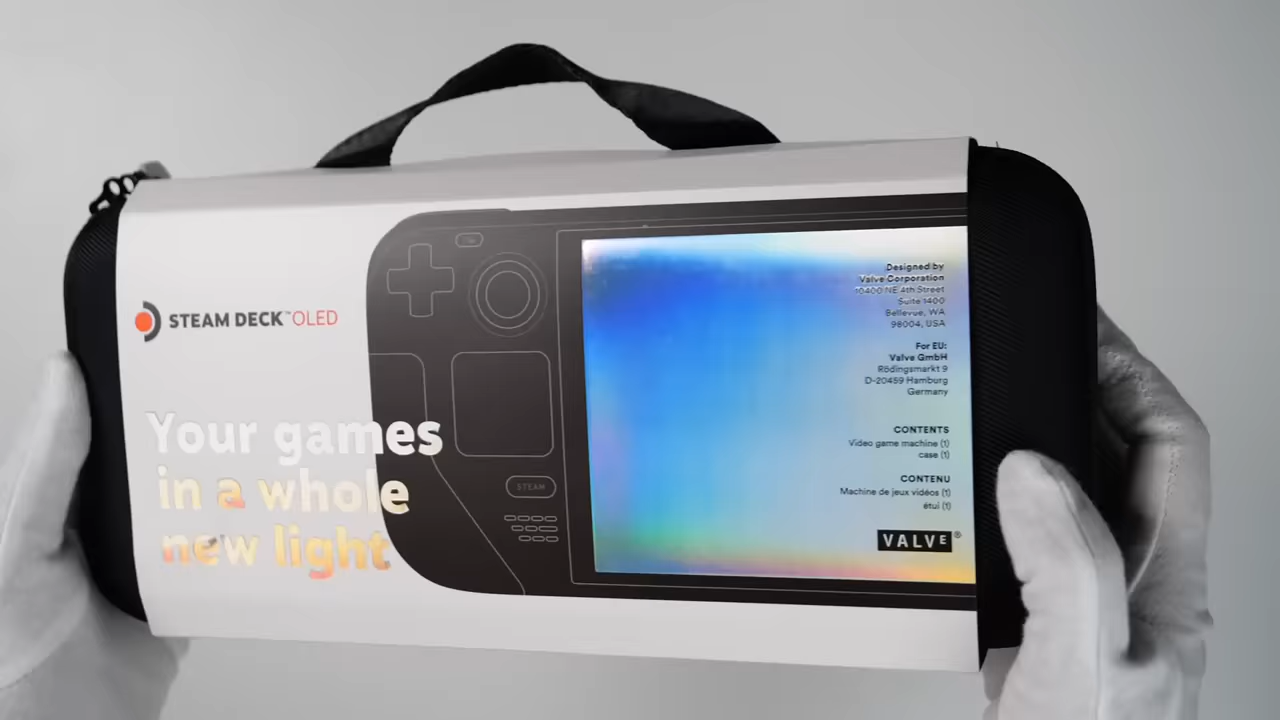 STEAM DECK™OLED
Your games
in a whole
new light
STEAM
Designed by
Valve Corporation
10400 NE 4th Street
Suite 1400
Bellevue, WA
98004, USA
For EU:
Valve GmbH
Rödingsmarkt 9
D-20459 Hamburg
Germany
CONTENTS
Video game machine (1)
case (1)
CONTENU
Machine de jeux vidéos (1)
étui (1)
VALVE®